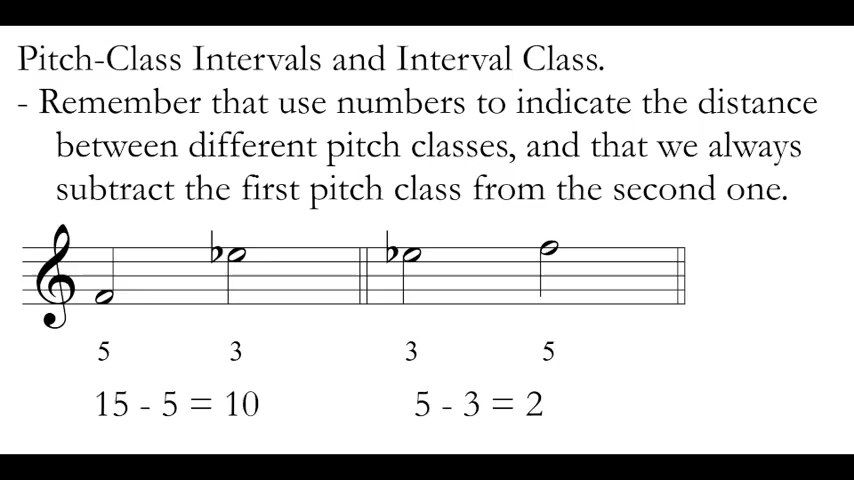 Pitch-Class Intervals and Interval Class.
- Remember that use numbers to indicate the distance
between different pitch classes, and that we always
subtract the first pitch class from the second one.
5 3 3 5
15 - 5 = 10 5 - 3 = 2